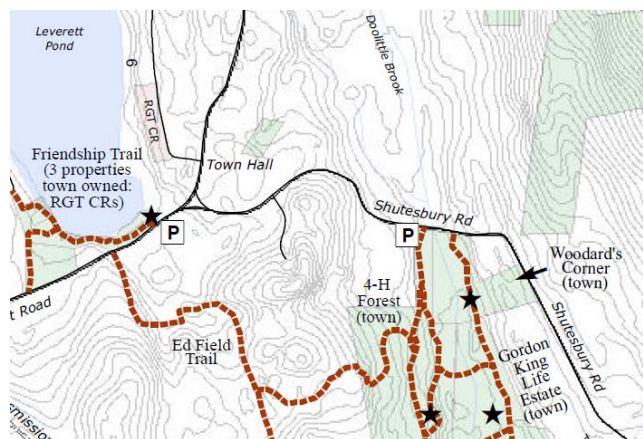 Leverett
Pond
6
RGT CR
Doolittle Brook
Friendship Trail
(3 properties
town owned:
RGT CRs)
Town Hall
P
Shutesbury Rd
P
Woodard's
Corner
(town)
4-H
Forest
(town)
t Road
Ed Field
Trail
Shutesbury Rd
Gordon
King
Life
Estate
(town)
smission